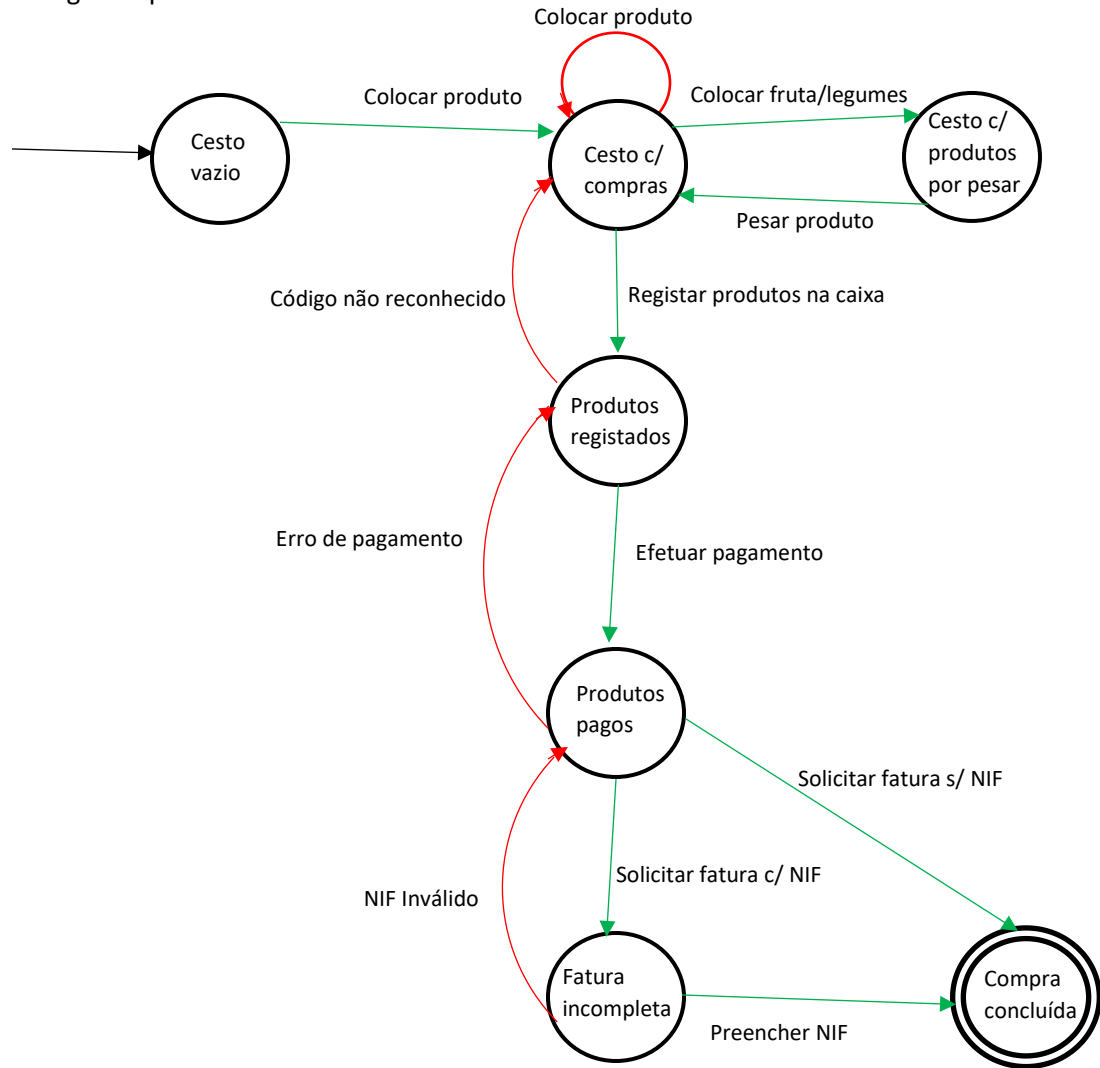 Colocar produto
Colocar produto
Colocar fruta/legumes
Cesto
vazio
Cesto c/
compras
Cesto c/
produtos
por pesar
Pesar produto
Código não reconhecido
Registar produtos na caixa
Produtos
registados
Erro de pagamento
Efetuar pagamento
Produtos
pagos
Solicitar fatura s/ NIF
Solicitar fatura c/ NIF
NIF Inválido
Fatura
incompleta
Compra
concluída
Preencher NIF